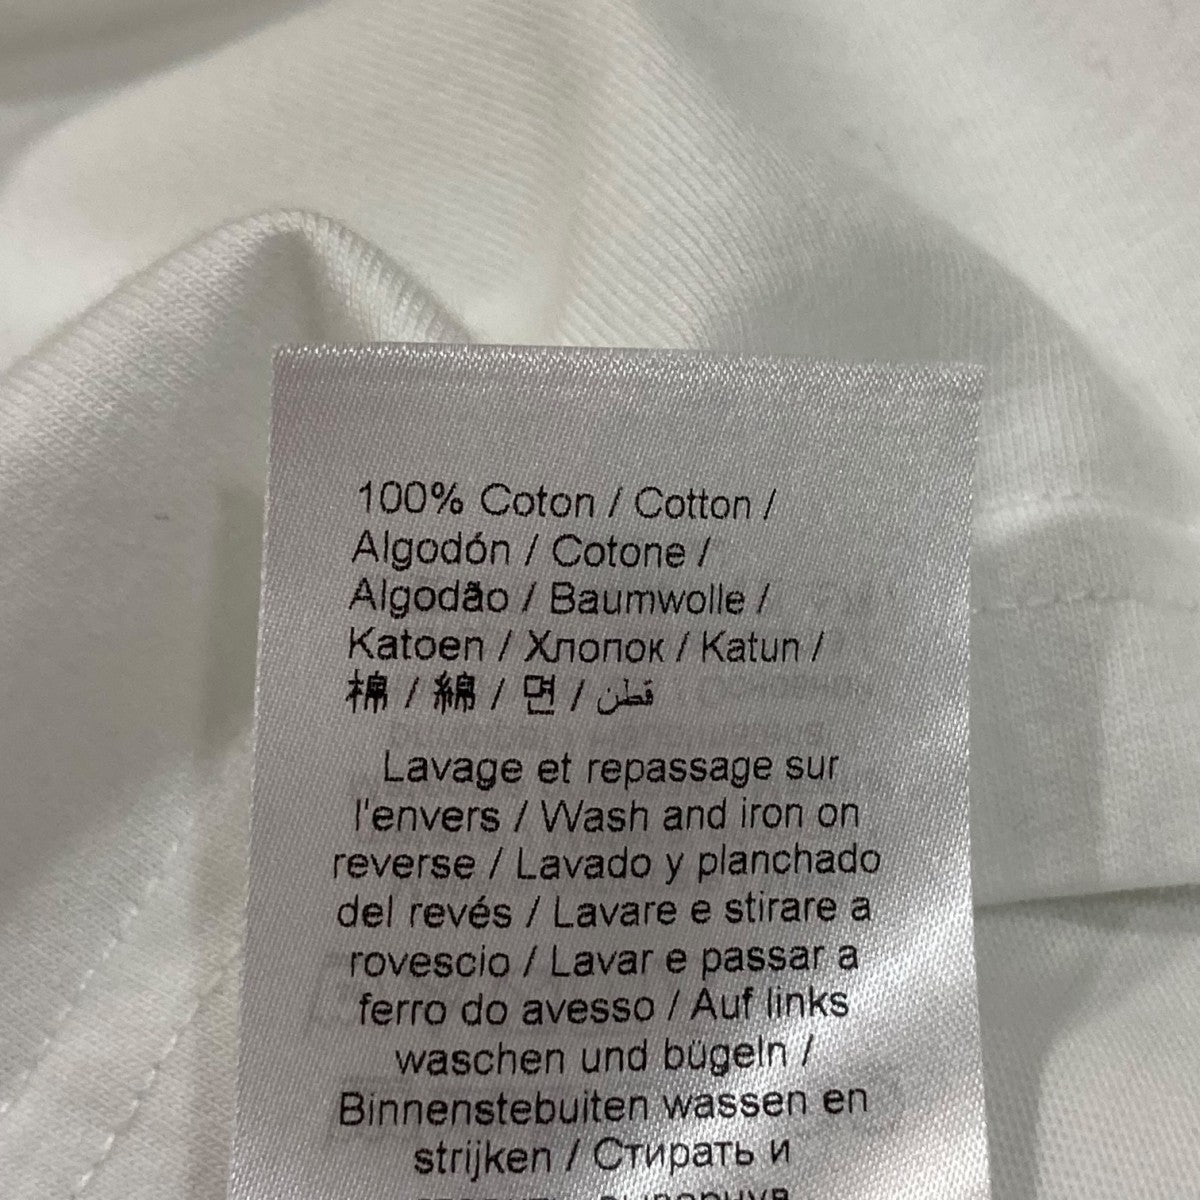 100% Coton / Cotton /
Algodón / Cotone /
Algodão / Baumwolle /
Katoen / Хлопок / Katun /
棉 / 綿 / 면 / قطن
Lavage et repassage sur
l'envers / Wash and iron on
reverse / Lavado y planchado
del revés / Lavare e stirare a
rovescio / Lavar e passar a
ferro do avesso / Auf links
waschen und bügeln /
Binnenstebuiten wassen en
strijken / Стирать и